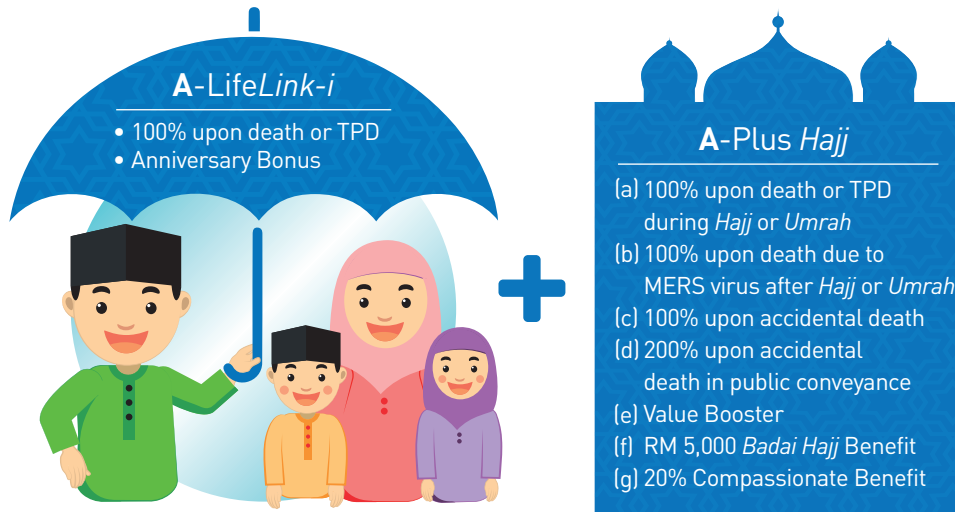 A-LifeLink-i
• 100% upon death or TPD
• Anniversary Bonus
A-Plus Hajj
(a) 100% upon death or TPD
during Hajj or Umrah
(b) 100% upon death due to
MERS virus after Hajj or Umrah
(c) 100% upon accidental death
(d) 200% upon accidental
death in public conveyance
(e) Value Booster
(f) RM 5,000 Badai Hajj Benefit
(g) 20% Compassionate Benefit